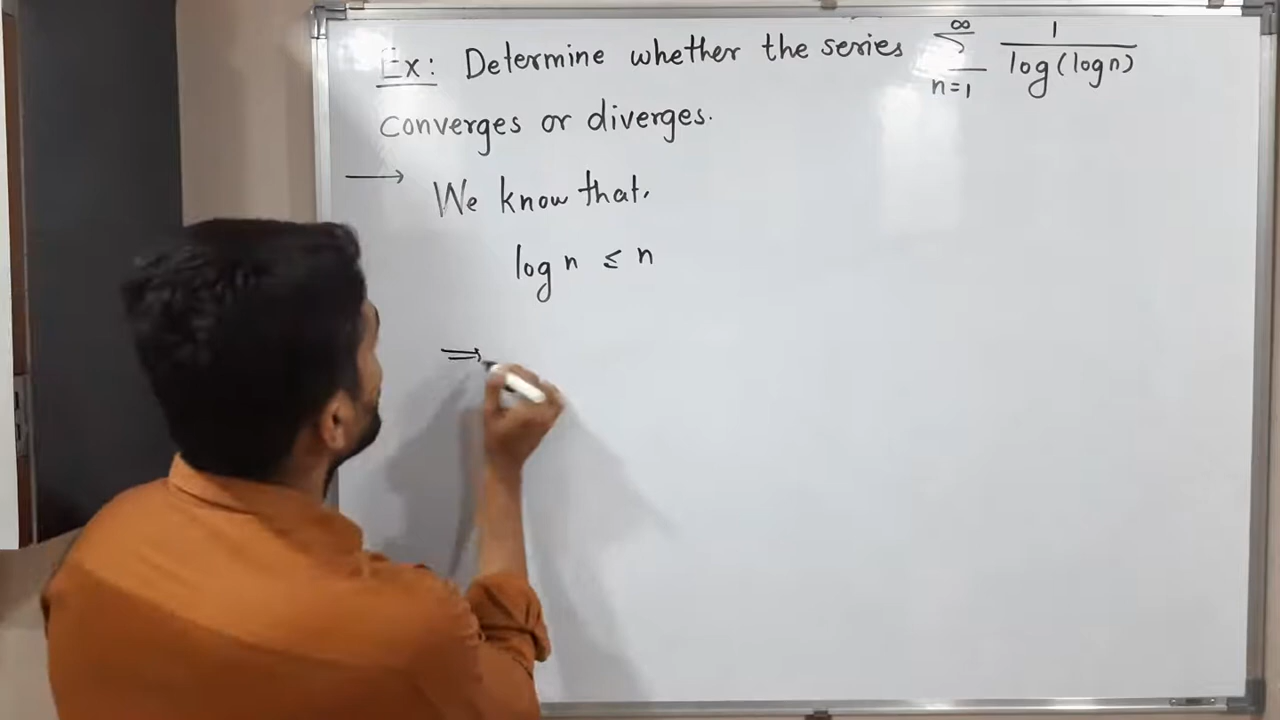 Ex: Determine whether the series ∞∑n=1 1/log(log n)
converges or diverges.
→ We know that,
log n ≤ n
⇒